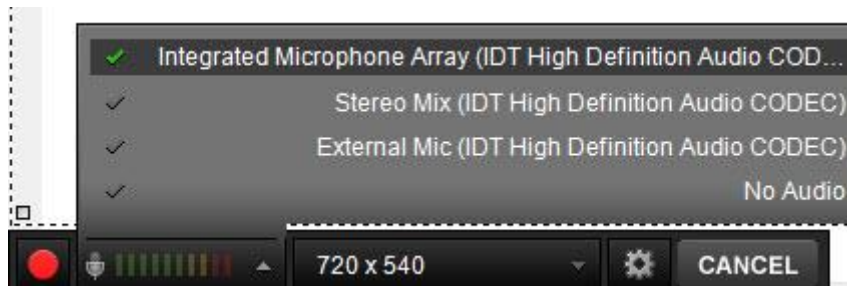 Integrated Microphone Array (IDT High Definition Audio COD...
Stereo Mix (IDT High Definition Audio CODEC)
External Mic (IDT High Definition Audio CODEC)
No Audio
720 x 540 CANCEL